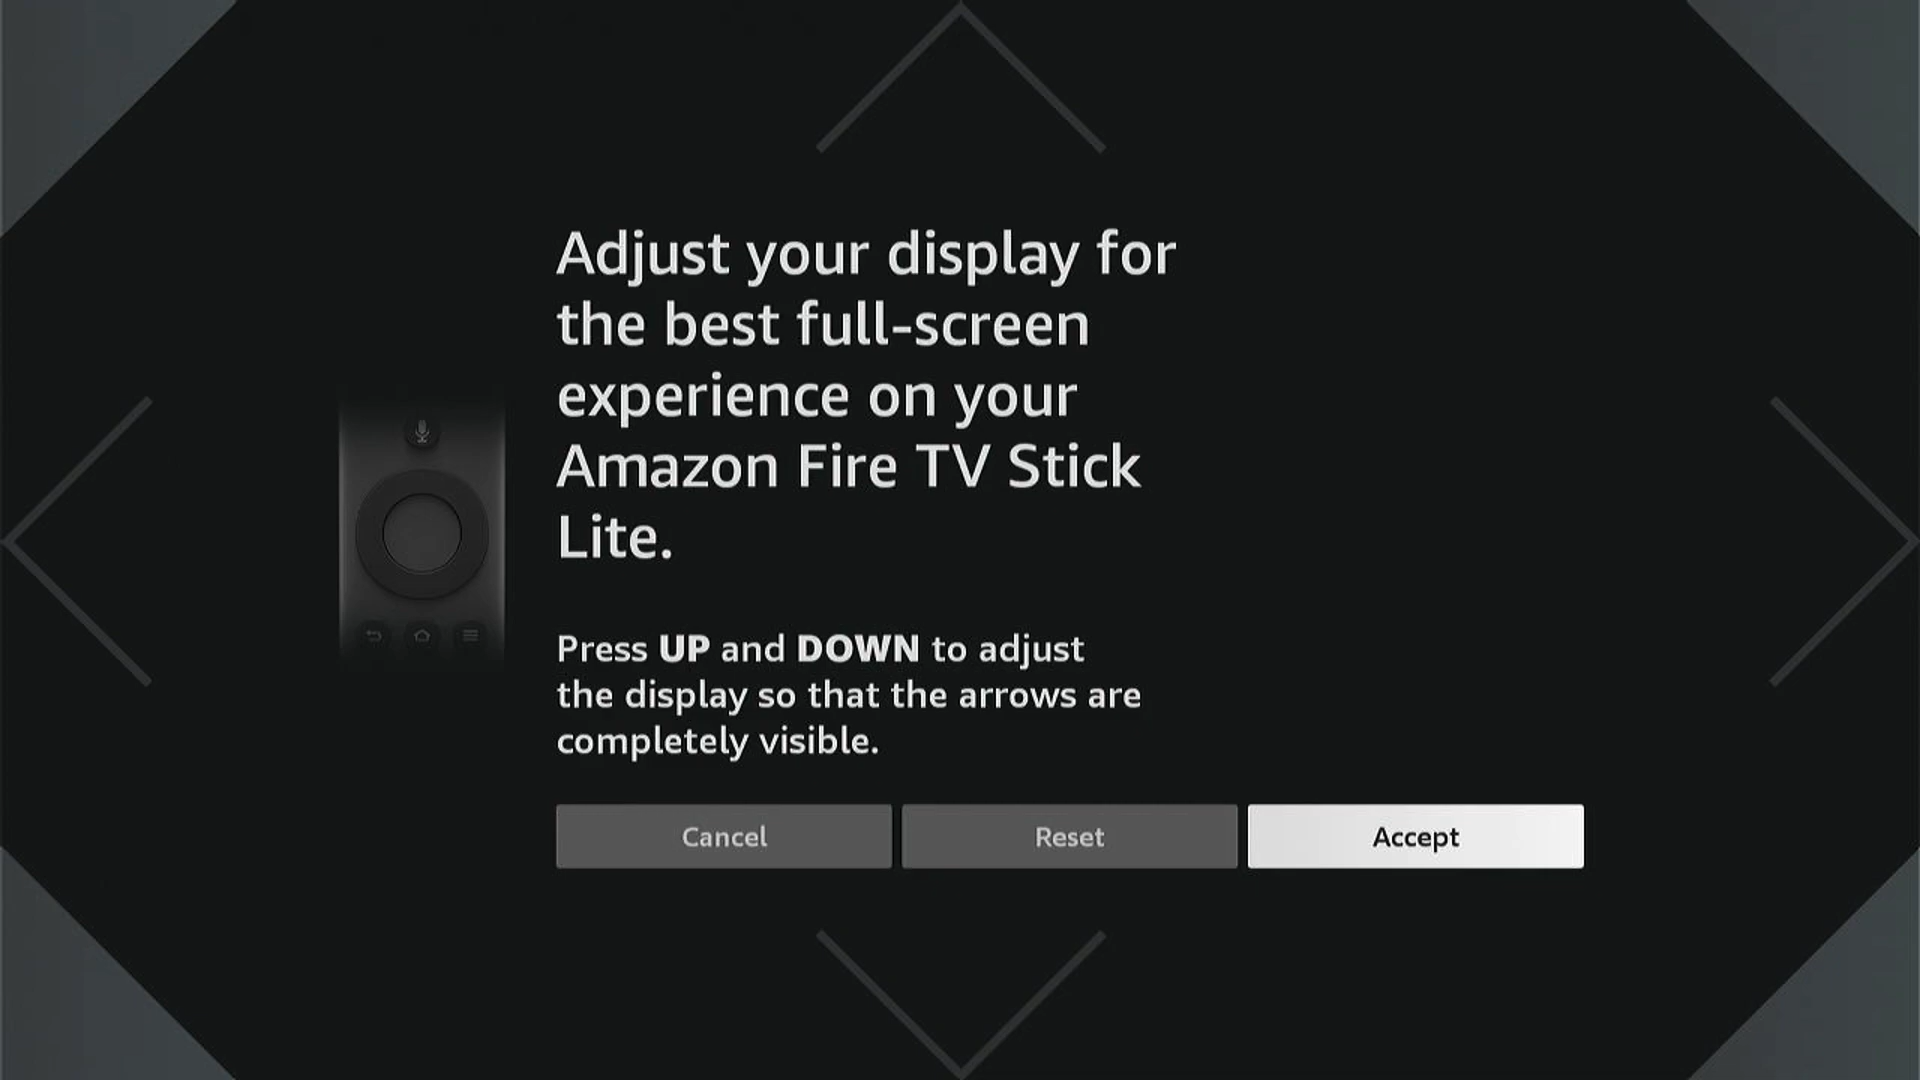 Adjust your display for
the best full-screen
experience on your
Amazon Fire TV Stick
Lite.
Press UP and DOWN to adjust
the display so that the arrows are
completely visible.
Cancel
Reset
Accept